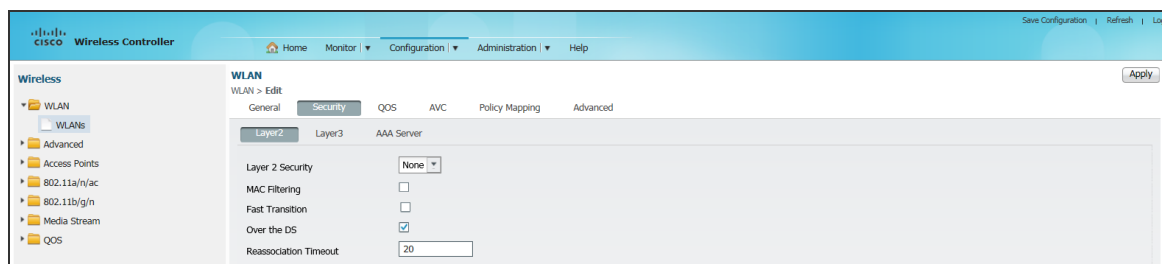 Save Configuration | Refresh | Lo
CISCO Wireless Controller
Home Monitor | Configuration | Administration | Help
Wireless
WLAN
WLANs
Advanced
Access Points
802.11a/n/ac
802.11b/g/n
Media Stream
QOS
WLAN
Apply
WLAN > Edit
General Security QOS AVC Policy Mapping Advanced
Layer2 Layer3 AAA Server
Layer 2 Security None
MAC Filtering
Fast Transition
Over the DS
Reassociation Timeout 20